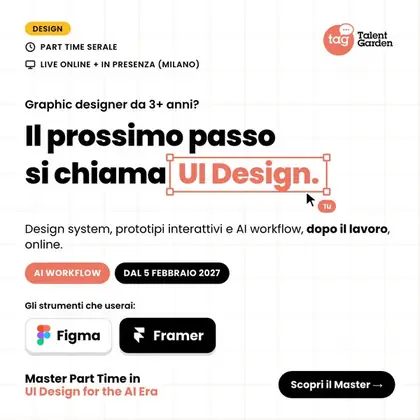 DESIGN
PART TIME SERALE
LIVE ONLINE + IN PRESENZA (MILANO)
tag
Talent
Garden
Graphic designer da 3+ anni?
Il prossimo passo
si chiama UI Design.
TU
Design system, prototipi interattivi e AI workflow, dopo il lavoro,
online.
AI WORKFLOW
DAL 5 FEBBRAIO 2027
Gli strumenti che userai:
Figma
Framer
Master Part Time in
UI Design for the AI Era
Scopri il Master →